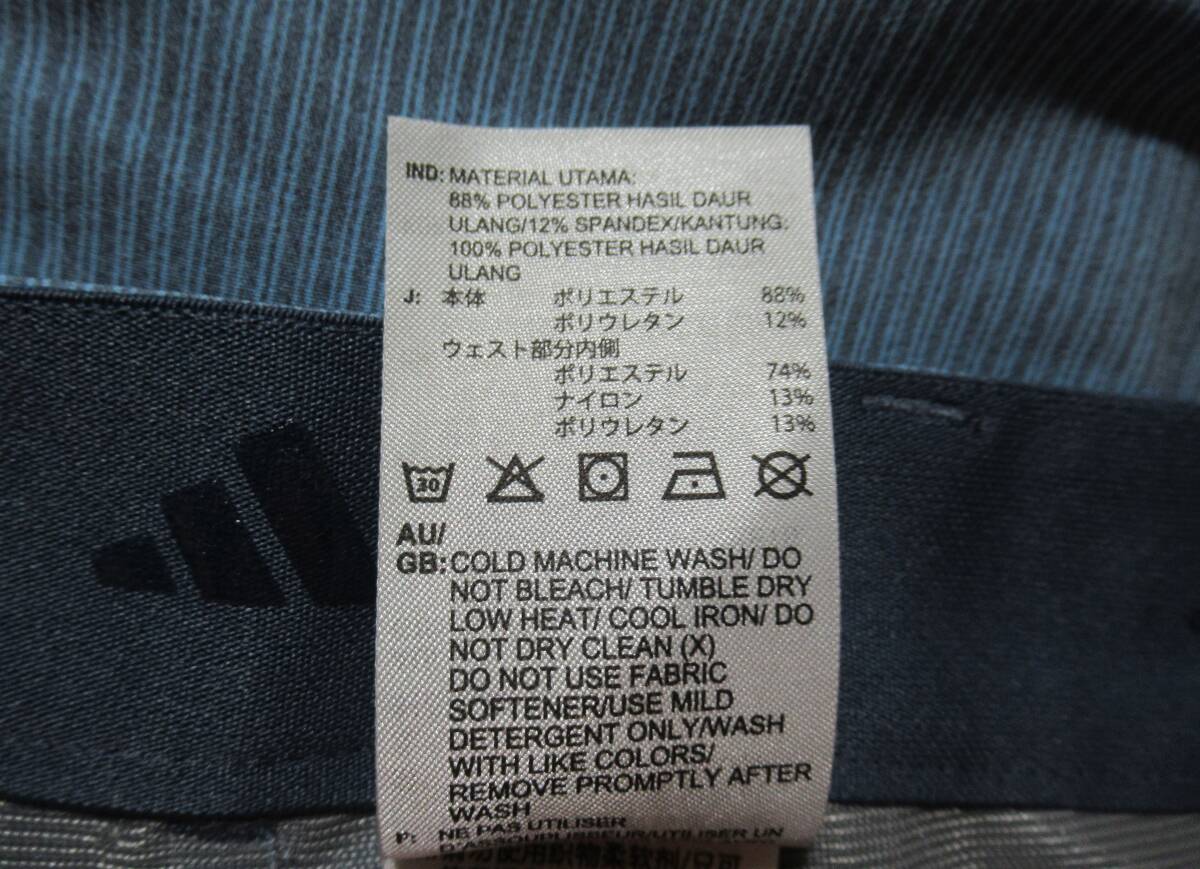 IND: MATERIAL UTAMA:
88% POLYESTER HASIL DAUR
ULANG/12% SPANDEX/KANTUNG:
100% POLYESTER HASIL DAUR
ULANG
J: 本体 ポリエステル 88%
ポリウレタン 12%
ウェスト部分内側
ポリエステル 74%
ナイロン 13%
ポリウレタン 13%
30
AU/
GB: COLD MACHINE WASH/ DO
NOT BLEACH/ TUMBLE DRY
LOW HEAT/ COOL IRON/ DO
NOT DRY CLEAN (X)
DO NOT USE FABRIC
SOFTENER/USE MILD
DETERGENT ONLY/WASH
WITH LIKE COLORS/
REMOVE PROMPTLY AFTER
WASH
NE PAS UTILISER
D'ASSOUPLISSEUR/UTILISER UN